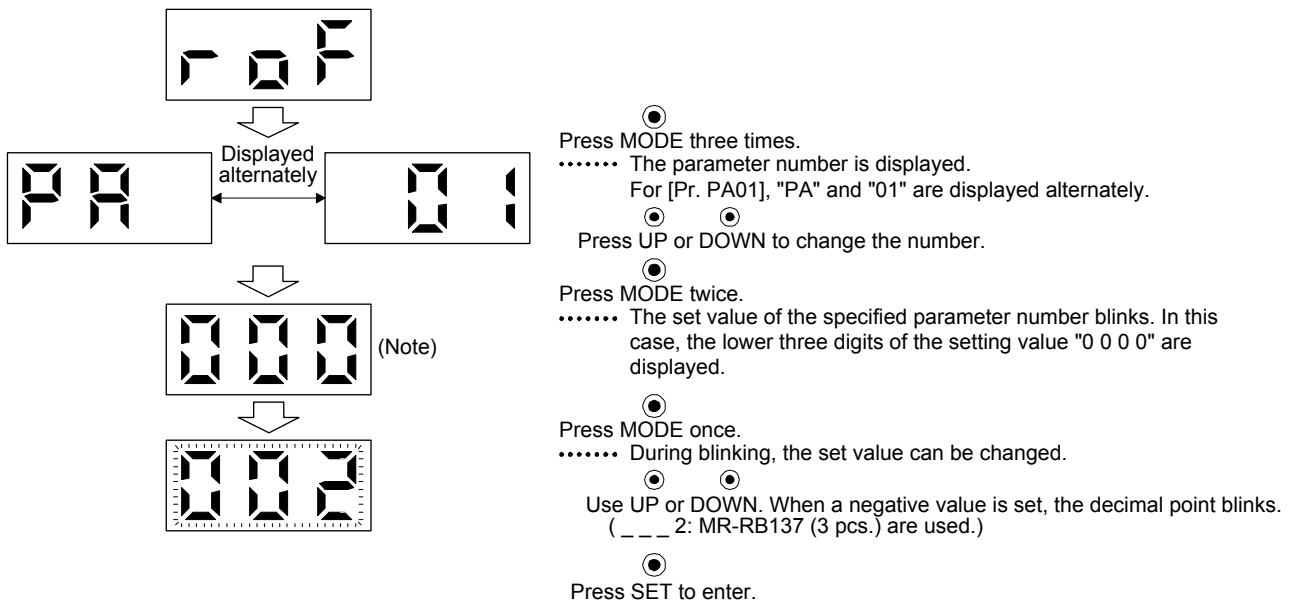 roF
Press MODE three times.
Displayed
alternately
PA
01
······· The parameter number is displayed.
For [Pr. PA01], "PA" and "01" are displayed alternately.
Press UP or DOWN to change the number.
Press MODE twice.
000
(Note)
······· The set value of the specified parameter number blinks. In this
case, the lower three digits of the setting value "0 0 0 0" are
displayed.
Press MODE once.
002
······· During blinking, the set value can be changed.
Use UP or DOWN. When a negative value is set, the decimal point blinks.
( _ _ _ 2: MR-RB137 (3 pcs.) are used.)
Press SET to enter.